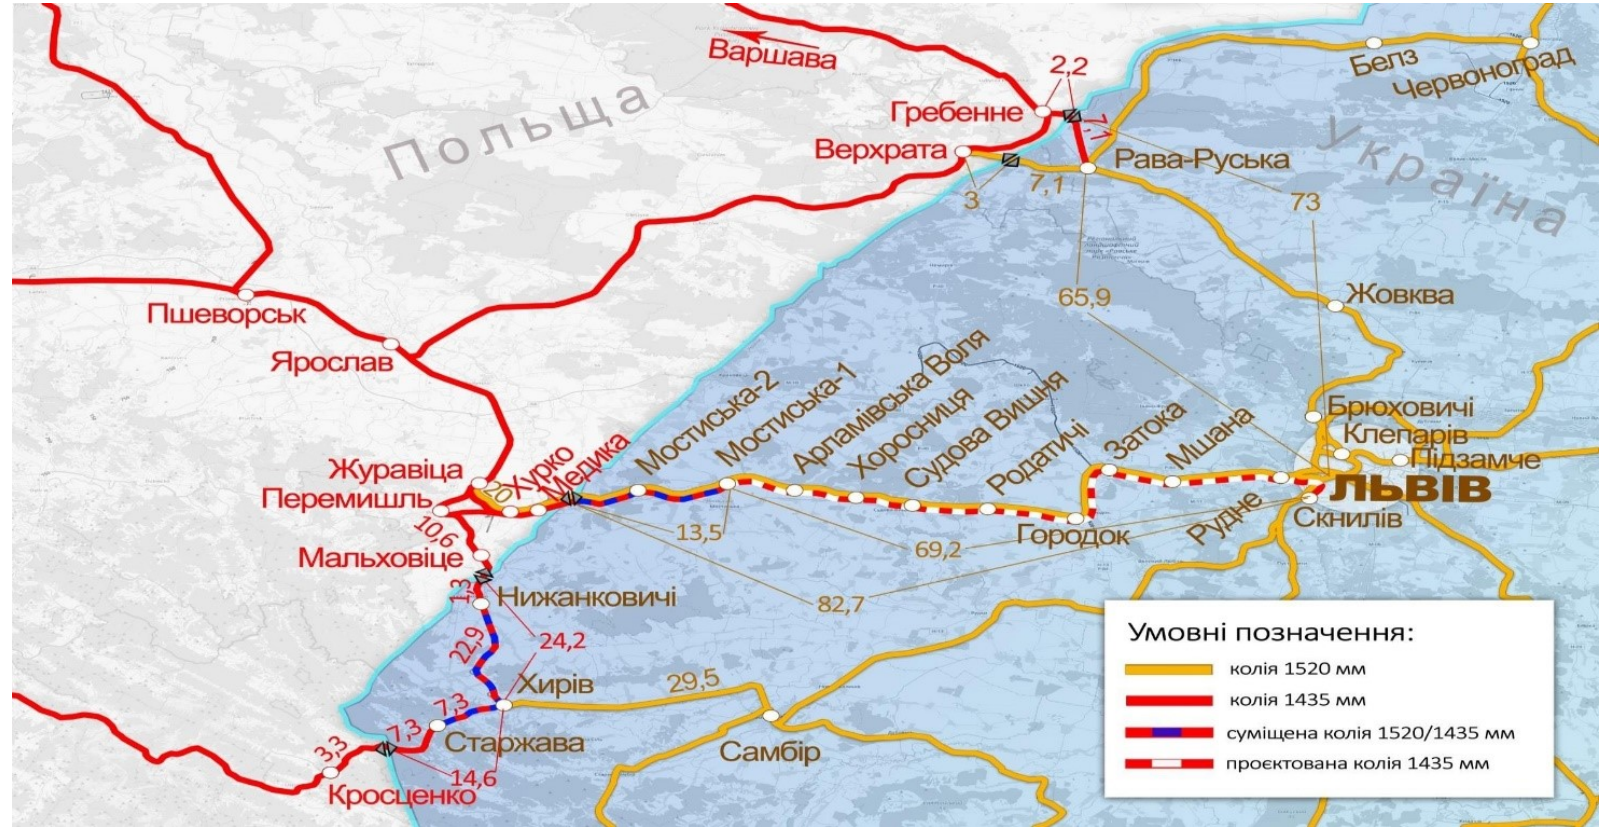 Варшава
2,2
Белз
Червоноград
Польща
Гребенне
7,1
Україна
Верхрата
Рава-Руська
3
7,1
73
65,9
Жовква
Пшеворськ
Ярослав
Мостиська-2
Мостиська-1
Арламівська Воля
Хоросниця
Судова Вишня
Родатичі
Затока
Мшана
Брюховичі
Клепарів
Підзамче
Журавіца
Хурко
Медика
20
Перемишль
ЛЬВІВ
Скнилів
Рудне
Городок
10,6
13,5
69,2
Мальховіце
82,7
1,3
Нижанковичі
24,2
22,9
Хирів
29,5
7,3
Старжава
Самбір
7,3
3,3
14,6
Кросценко
Умовні позначення:
колія 1520 мм
колія 1435 мм
суміщена колія 1520/1435 мм
проєктована колія 1435 мм